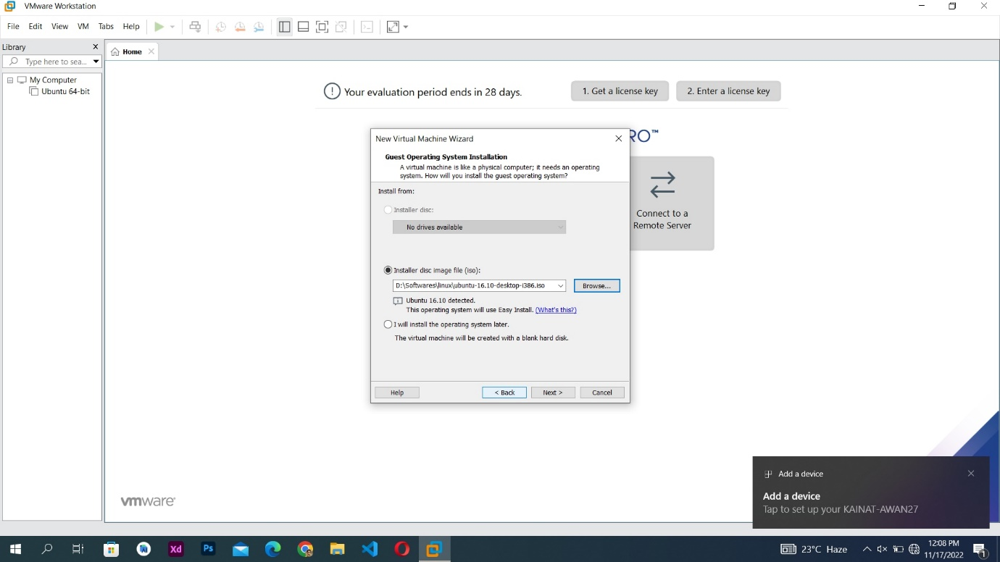 VMware Workstation
File Edit View VM Tabs Help
Library
Type here to sea...
Home
My Computer
Ubuntu 64-bit
Your evaluation period ends in 28 days.
1. Get a license key
2. Enter a license key
RO™
New Virtual Machine Wizard
Guest Operating System Installation
A virtual machine is like a physical computer; it needs an operating
system. How will you install the guest operating system?
Install from:
Installer disc:
No drives available
Installer disc image file (iso):
D:\Softwares\linux\ubuntu-16.10-desktop-i386.iso
Browse...
Ubuntu 16.10 detected.
This operating system will use Easy Install. (What's this?)
I will install the operating system later.
The virtual machine will be created with a blank hard disk.
Help
< Back
Next >
Cancel
Connect to a
Remote Server
vmware®
Add a device
Add a device
Tap to set up your KAINAT-AWAN27
Xd
Ps
23°C Haze
12:08 PM
11/17/2022
1